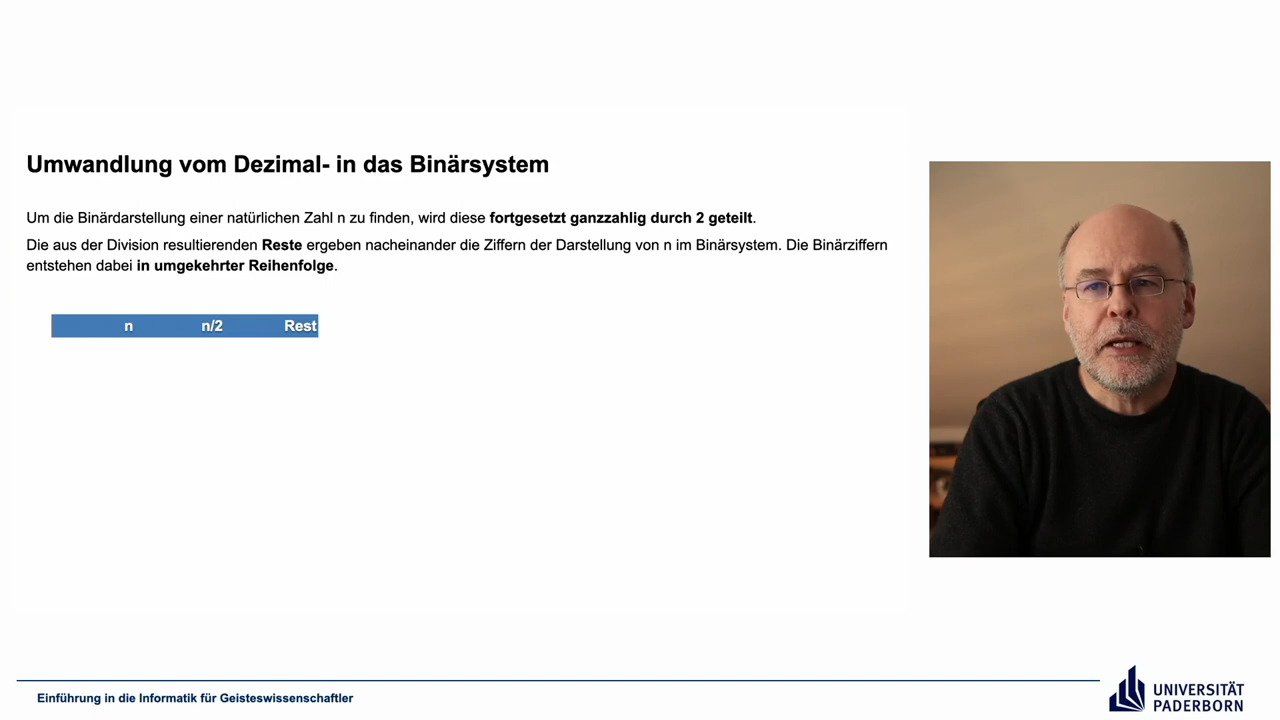 Umwandlung vom Dezimal- in das Binärsystem
Um die Binärdarstellung einer natürlichen Zahl n zu finden, wird diese fortgesetzt ganzzahlig durch 2 geteilt.
Die aus der Division resultierenden Reste ergeben nacheinander die Ziffern der Darstellung von n im Binärsystem. Die Binärziffern
entstehen dabei in umgekehrter Reihenfolge.
n n/2 Rest
Einführung in die Informatik für Geisteswissenschaftler
UNIVERSITÄT
PADERBORN